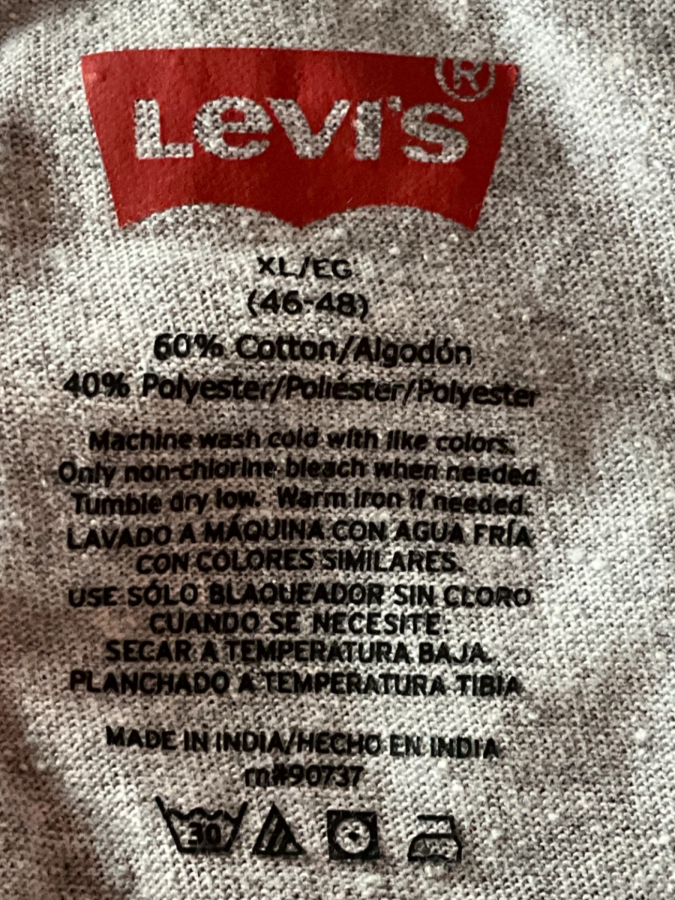 Levi's®
XL/EG
(46-48)
60% Cotton/Algodón
40% Polyester/Poliéster/Polyester
Machine wash cold with like colors.
Only non-chlorine bleach when needed.
Tumble dry low. Warm iron if needed.
LAVADO A MÁQUINA CON AGUA FRÍA
CON COLORES SIMILARES.
USE SÓLO BLAQUEADOR SIN CLORO
CUANDO SE NECESITE.
SECAR A TEMPERATURA BAJA.
PLANCHADO A TEMPERATURA TIBIA
MADE IN INDIA/HECHO EN INDIA
rn#90737
30